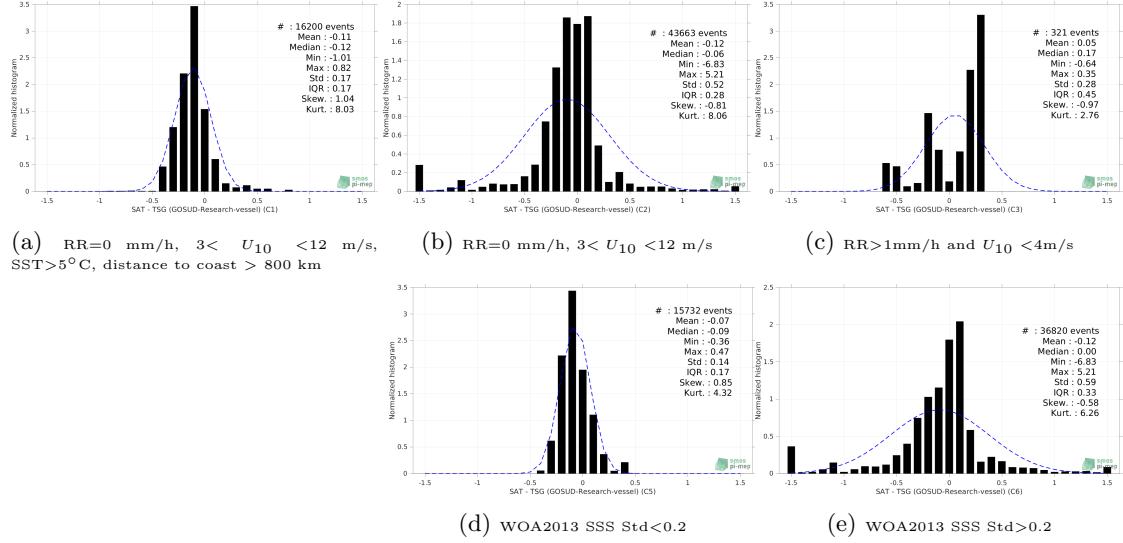 3.5
3
2.5
2
1.5
1
0.5
0
Normalized histogram
# : 16200 events
Mean : -0.11
Median : -0.12
Min : -1.01
Max : 0.82
Std : 0.17
IQR : 0.17
Skew. : 1.04
Kurt. : 8.03
smos
pi-mep
-1.5 -1 -0.5 0 0.5 1 1.5
SAT - TSG (GOSUD-Research-vessel) (C1)
2
1.8
1.6
1.4
1.2
1
0.8
0.6
0.4
0.2
0
Normalized histogram
# : 43663 events
Mean : -0.12
Median : -0.06
Min : -6.83
Max : 5.21
Std : 0.52
IQR : 0.28
Skew. : -0.81
Kurt. : 8.06
smos
pi-mep
-1.5 -1 -0.5 0 0.5 1 1.5
SAT - TSG (GOSUD-Research-vessel) (C2)
3.5
3
2.5
2
1.5
1
0.5
0
Normalized histogram
# : 321 events
Mean : 0.05
Median : 0.17
Min : -0.64
Max : 0.35
Std : 0.28
IQR : 0.45
Skew. : -0.97
Kurt. : 2.76
smos
pi-mep
-1.5 -1 -0.5 0 0.5 1 1.5
SAT - TSG (GOSUD-Research-vessel) (C3)
(a) RR=0 mm/h, 3< U10 <12 m/s,
SST>5°C, distance to coast > 800 km
(b) RR=0 mm/h, 3< U10 <12 m/s
(c) RR>1mm/h and U10 <4m/s
3.5
3
2.5
2
1.5
1
0.5
0
Normalized histogram
# : 15732 events
Mean : -0.07
Median : -0.09
Min : -0.36
Max : 0.47
Std : 0.14
IQR : 0.17
Skew. : 0.85
Kurt. : 4.32
smos
pi-mep
-1.5 -1 -0.5 0 0.5 1 1.5
SAT - TSG (GOSUD-Research-vessel) (C5)
2.5
2
1.5
1
0.5
0
Normalized histogram
# : 36820 events
Mean : -0.12
Median : 0.00
Min : -6.83
Max : 5.21
Std : 0.59
IQR : 0.33
Skew. : -0.58
Kurt. : 6.26
smos
pi-mep
-1.5 -1 -0.5 0 0.5 1 1.5
SAT - TSG (GOSUD-Research-vessel) (C6)
(d) WOA2013 SSS Std<0.2
(e) WOA2013 SSS Std>0.2